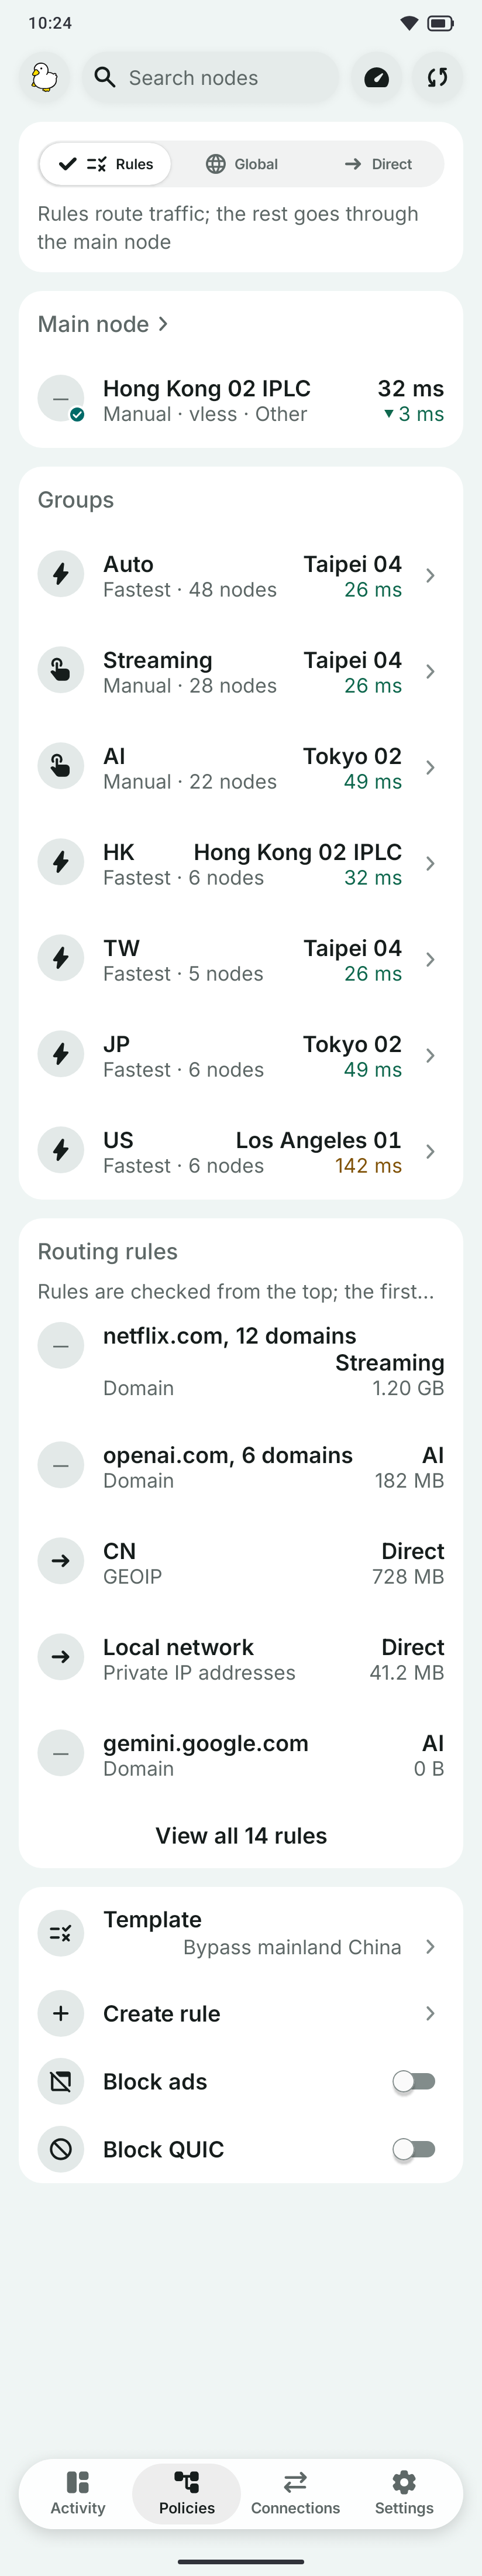 10:24
Search nodes
Rules
Global
Direct
Rules route traffic; the rest goes through
the main node
Main node
Hong Kong 02 IPLC
32 ms
Manual · vless · Other
▼3 ms
Groups
Auto
Taipei 04
Fastest · 48 nodes
26 ms
Streaming
Taipei 04
Manual · 28 nodes
26 ms
AI
Tokyo 02
Manual · 22 nodes
49 ms
HK
Hong Kong 02 IPLC
Fastest · 6 nodes
32 ms
TW
Taipei 04
Fastest · 5 nodes
26 ms
JP
Tokyo 02
Fastest · 6 nodes
49 ms
US
Los Angeles 01
Fastest · 6 nodes
142 ms
Routing rules
Rules are checked from the top; the first...
netflix.com, 12 domains
Streaming
Domain
1.20 GB
openai.com, 6 domains
AI
Domain
182 MB
CN
Direct
GEOIP
728 MB
Local network
Direct
Private IP addresses
41.2 MB
gemini.google.com
AI
Domain
0 B
View all 14 rules
Template
Bypass mainland China
Create rule
Block ads
Block QUIC
Activity
Policies
Connections
Settings